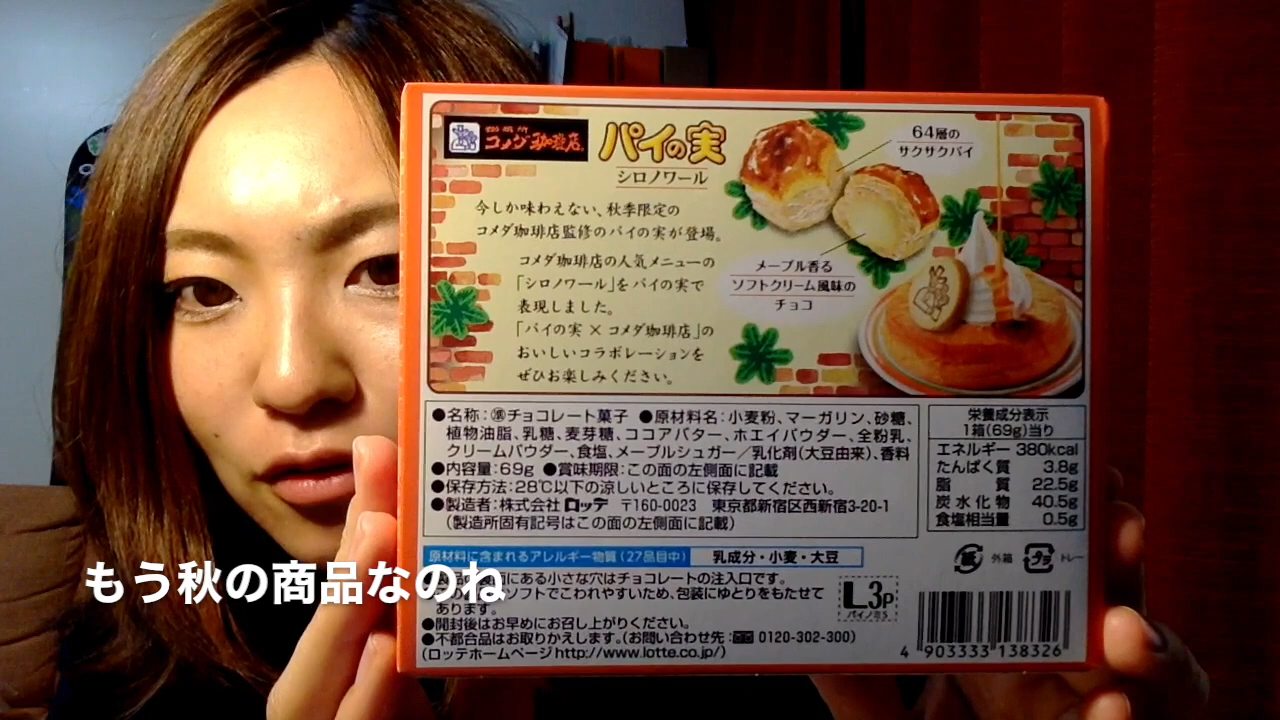 珈琲所
コメダ珈琲店
パイの実
シロノワール
64層の
サクサクパイ
今しか味わえない、秋季限定の
コメダ珈琲店監修のパイの実が登場。
コメダ珈琲店の人気メニューの
「シロノワール」をパイの実で
表現しました。
「パイの実 × コメダ珈琲店」の
おいしいコラボレーションを
ぜひお楽しみください。
メープル香る
ソフトクリーム風味の
チョコ
●名称:準チョコレート菓子 ●原材料名:小麦粉、マーガリン、砂糖、
植物油脂、乳糖、麦芽糖、ココアバター、ホエイパウダー、全粉乳、
クリームパウダー、食塩、メープルシュガー/乳化剤(大豆由来)、香料
●内容量:69g ●賞味期限:この面の左側面に記載
●保存方法:28℃以下の涼しいところに保存してください。
●製造者:株式会社 ロッテ 〒160-0023 東京都新宿区西新宿3-20-1
(製造所固有記号はこの面の左側面に記載)
栄養成分表示
1箱(69g)当り
エネルギー 380kcal
たんぱく質 3.8g
脂質 22.5g
炭水化物 40.5g
食塩相当量 0.5g
原材料に含まれるアレルギー物質(27品目中) 乳成分・小麦・大豆
にある小さな穴はチョコレートの注入口です。
ソフトでこわれやすいため、包装にゆとりをもたせて
あります。
●開封後はお早めにお召し上がりください。
●不都合品はお取りかえします。(お問い合わせ先: 0120-302-300)
(ロッテホームページ http://www.lotte.co.jp/)
L3P
パイノミS
外箱
プラ
トレー
4 903333 138326
もう秋の商品なのね